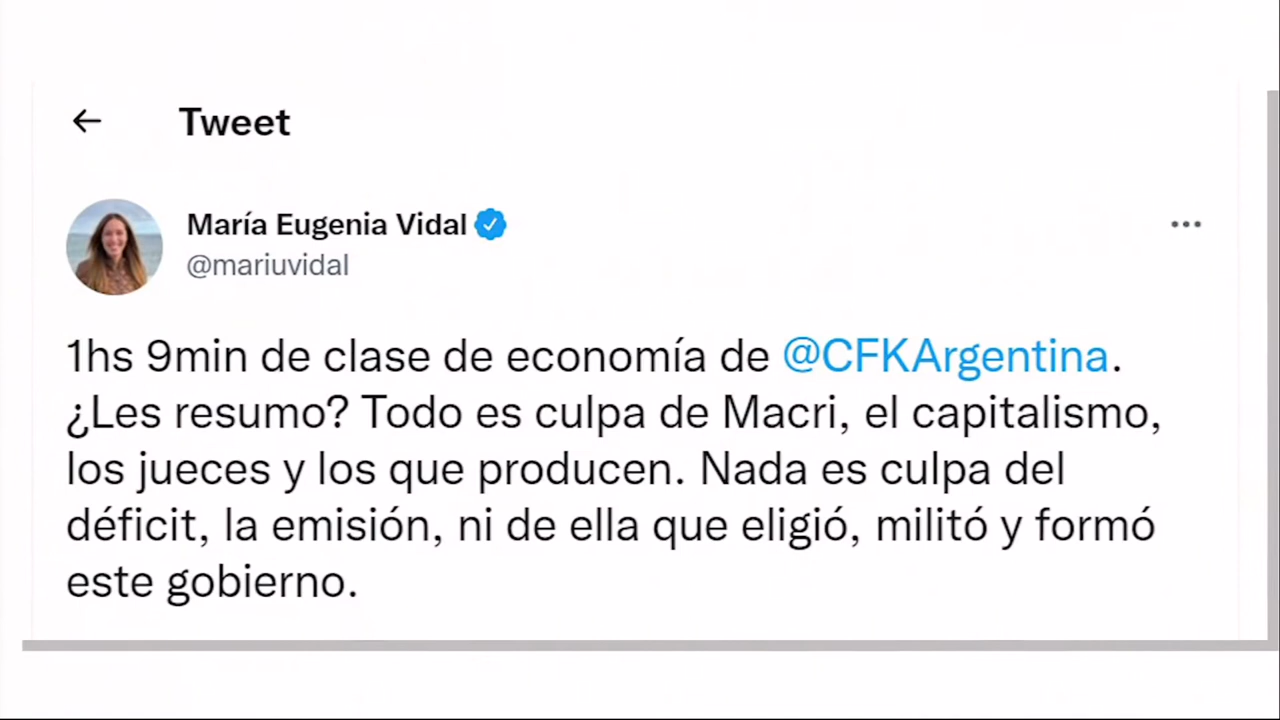 Tweet
María Eugenia Vidal
@mariuvidal
1hs 9min de clase de economía de @CFKArgentina.
¿Les resumo? Todo es culpa de Macri, el capitalismo,
los jueces y los que producen. Nada es culpa del
déficit, la emisión, ni de ella que eligió, militó y formó
este gobierno.